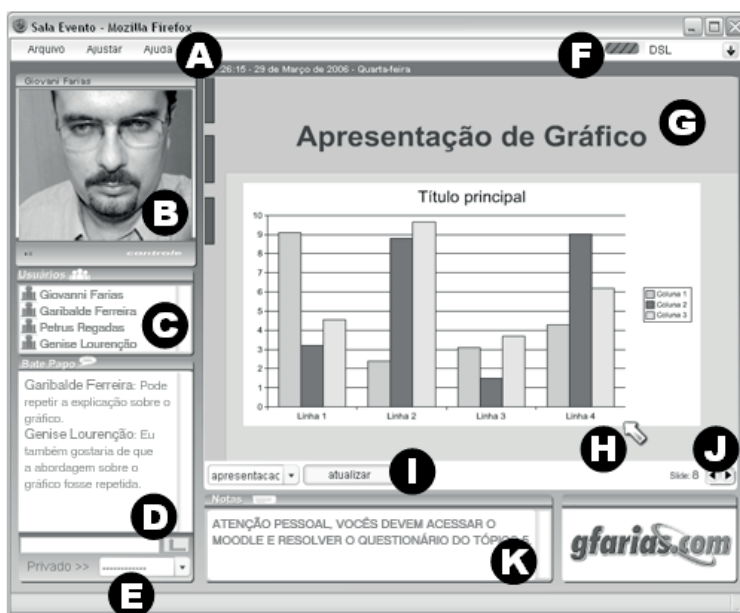 Sala Evento - Mozilla Firefox
Arquivo Ajustar Ajuda
A
F
DSL
26:15 - 29 de Março de 2006 - Quarta-feira
Giovani Farias
B
controle
Usuários
Giovanni Farias
Garibalde Ferreira
Petrus Regadas
Genise Lourenção
C
Bate Papo
Garibalde Ferreira: Pode
repetir a explicação sobre o
gráfico.
Genise Lourenção: Eu
também gostaria de que
a abordagem sobre o
gráfico fosse repetida.
D
Privado >> ------------
E
Apresentação de Gráfico
G
Título principal
10
9
8
7
6
5
4
3
2
1
0
Linha 1 Linha 2 Linha 3 Linha 4
Coluna 1
Coluna 2
Coluna 3
H
apresentacac atualizar
I
Slide: 8
J
Notas
ATENÇÃO PESSOAL, VOCÊS DEVEM ACESSAR O
MOODLE E RESOLVER O QUESTIONÁRIO DO TÓPICO 5
K
gfarias.com